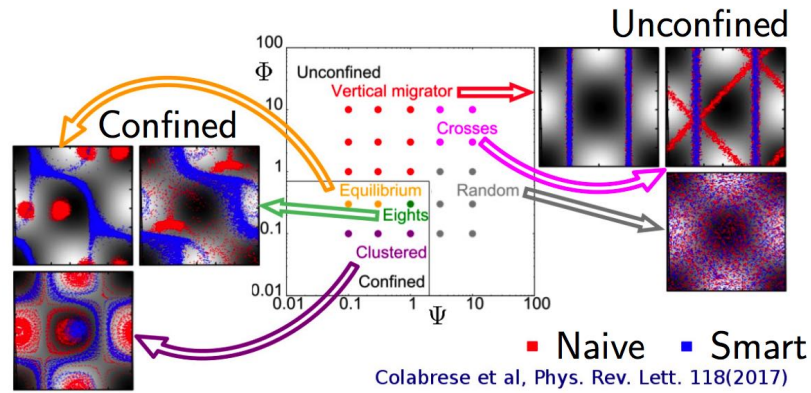 Unconfined
Confined
100
10
1
0.1
0.01
Φ
Unconfined
Vertical migrator
Crosses
Equilibrium
Random
Eights
Clustered
Confined
0.01
0.1
1
10
100
Ψ
Naive Smart
Colabrese et al, Phys. Rev. Lett. 118(2017)